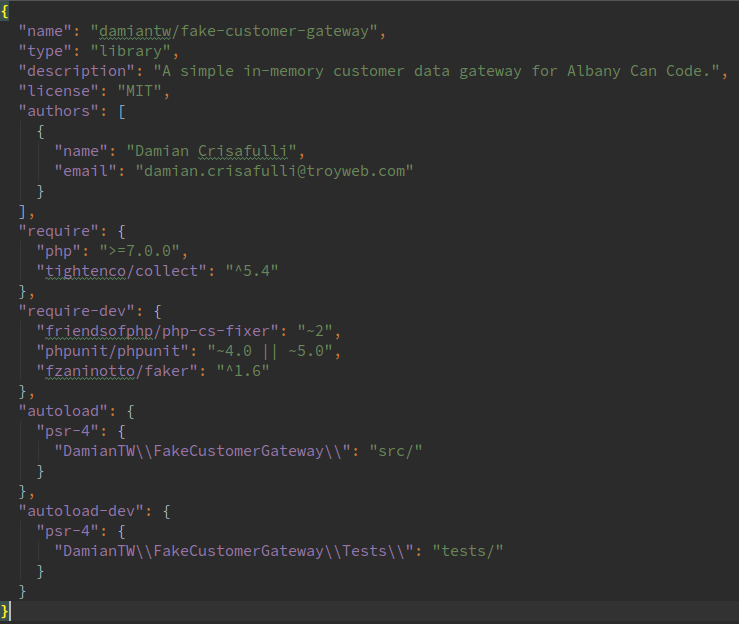 {
  "name": "damiantw/fake-customer-gateway",
  "type": "library",
  "description": "A simple in-memory customer data gateway for Albany Can Code.",
  "license": "MIT",
  "authors": [
    {
      "name": "Damian Crisafulli",
      "email": "damian.crisafulli@troyweb.com"
    }
  ],
  "require": {
    "php": ">=7.0.0",
    "tightenco/collect": "^5.4"
  },
  "require-dev": {
    "friendsofphp/php-cs-fixer": "~2",
    "phpunit/phpunit": "~4.0 || ~5.0",
    "fzaninotto/faker": "^1.6"
  },
  "autoload": {
    "psr-4": {
      "DamianTW\\FakeCustomerGateway\\": "src/"
    }
  },
  "autoload-dev": {
    "psr-4": {
      "DamianTW\\FakeCustomerGateway\\Tests\\": "tests/"
    }
  }
}